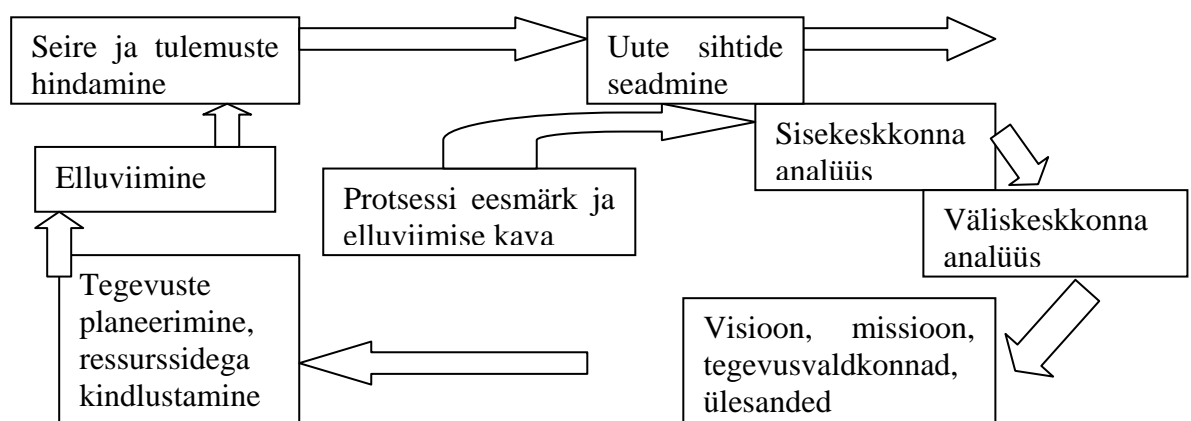 Seire ja tulemuste
hindamine
Uute sihtide
seadmine
Sisekeskkonna
analüüs
Elluviimine
Protsessi eesmärk ja
elluviimise kava
Väliskeskkonna
analüüs
Tegevuste
planeerimine,
ressurssidega
kindlustamine
Visioon, missioon,
tegevusvaldkonnad,
ülesanded